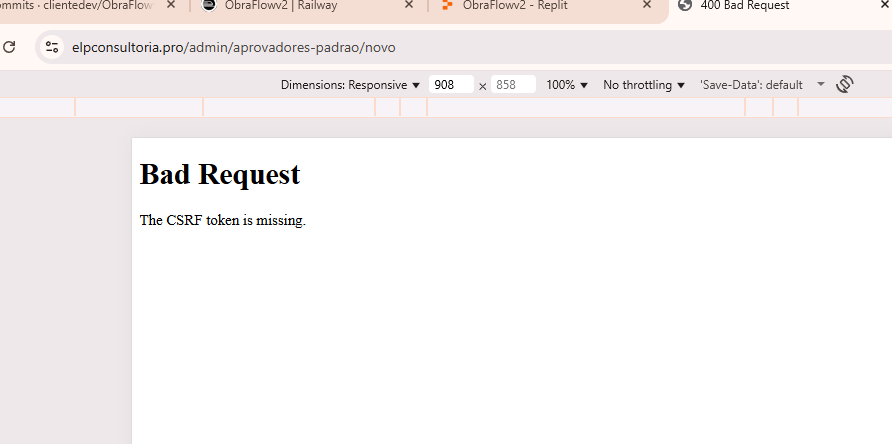 ommits · clientedev/ObraFlow × ObraFlowv2 | Railway × ObraFlowv2 - Replit × 400 Bad Request ×
elpconsultoria.pro/admin/aprovadores-padrao/novo
Dimensions: Responsive ▼ 908 × 858 100% ▼ No throttling ▼ 'Save-Data': default ▼
Bad Request
The CSRF token is missing.